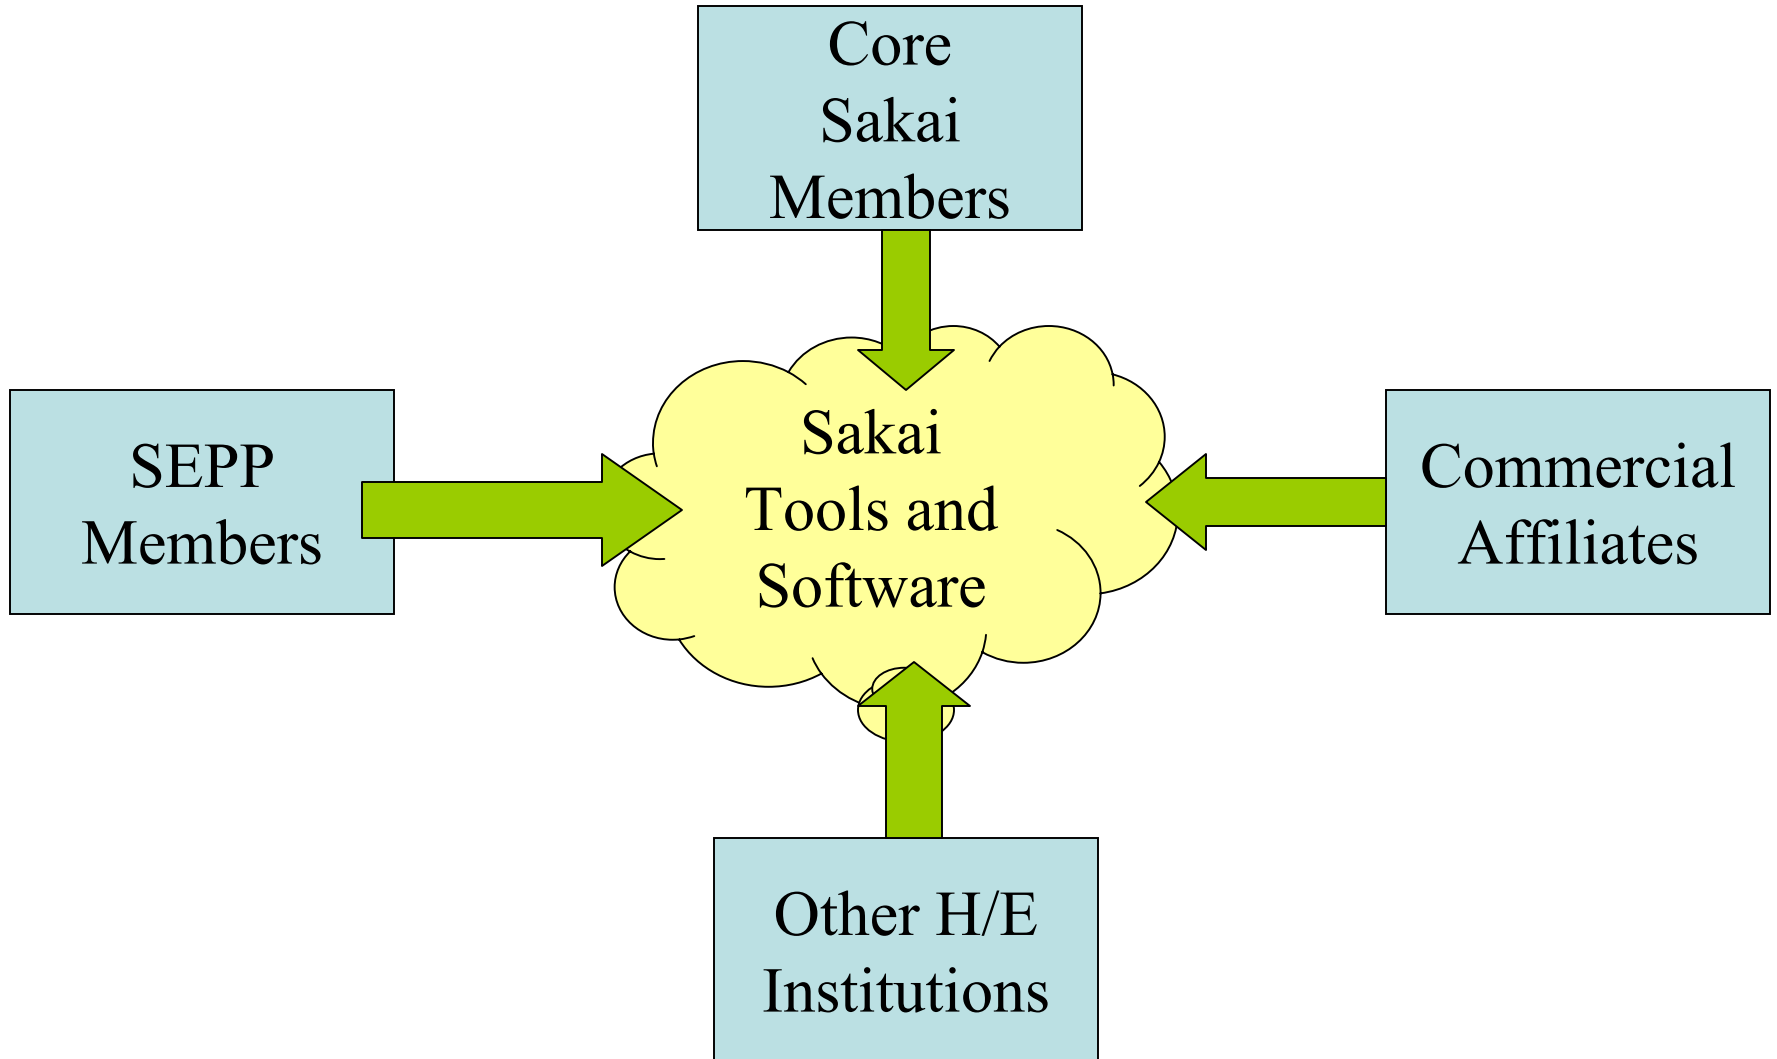 Core
Sakai
Members
SEPP
Members
Sakai
Tools and
Software
Commercial
Affiliates
Other H/E
Institutions